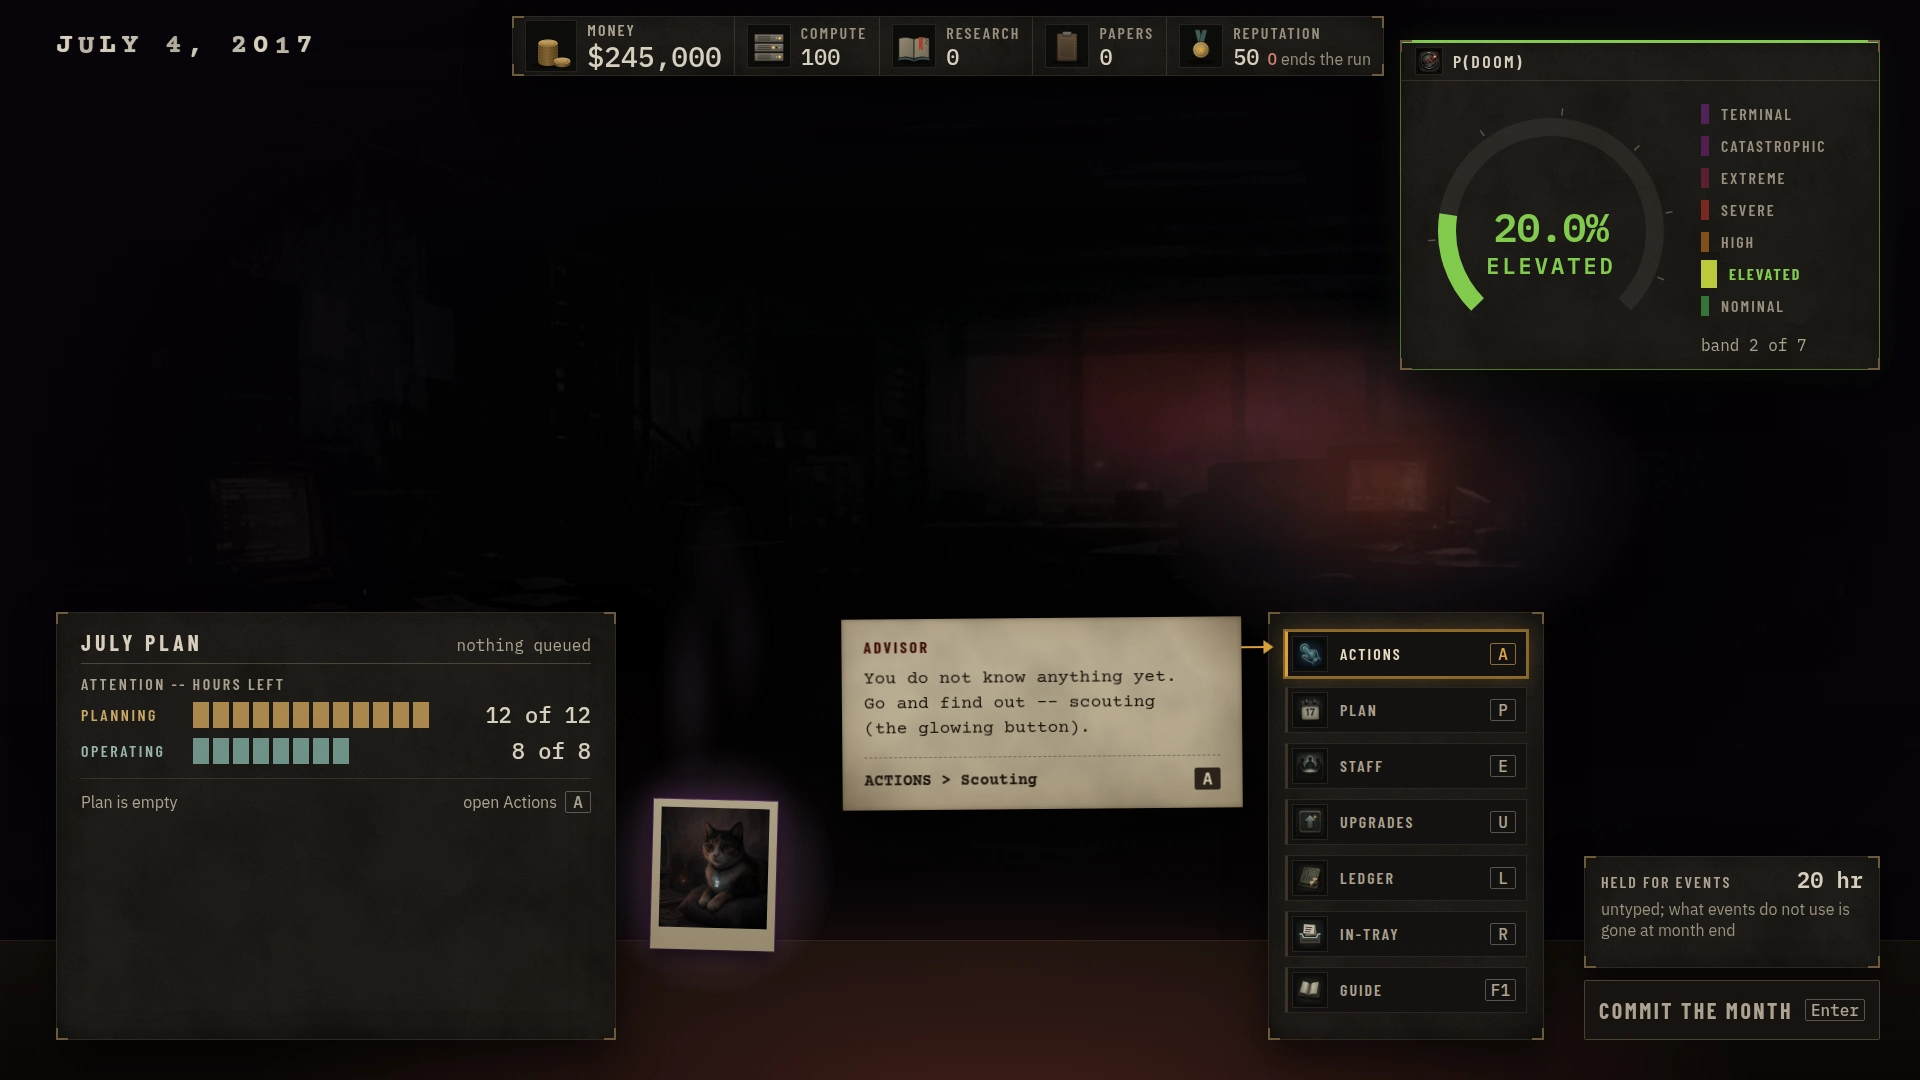 JULY 4, 2017
MONEY
$245,000
COMPUTE
100
RESEARCH
0
PAPERS
0
REPUTATION
50 0 ends the run
P(DOOM)
20.0%
ELEVATED
TERMINAL
CATASTROPHIC
EXTREME
SEVERE
HIGH
ELEVATED
NOMINAL
band 2 of 7
JULY PLAN
nothing queued
ATTENTION -- HOURS LEFT
PLANNING 12 of 12
OPERATING 8 of 8
Plan is empty
open Actions A
ADVISOR
You do not know anything yet.
Go and find out -- scouting
(the glowing button).
ACTIONS > Scouting A
ACTIONS A
17
PLAN P
STAFF E
UPGRADES U
LEDGER L
IN-TRAY R
GUIDE F1
HELD FOR EVENTS 20 hr
untyped; what events do not use is
gone at month end
COMMIT THE MONTH Enter